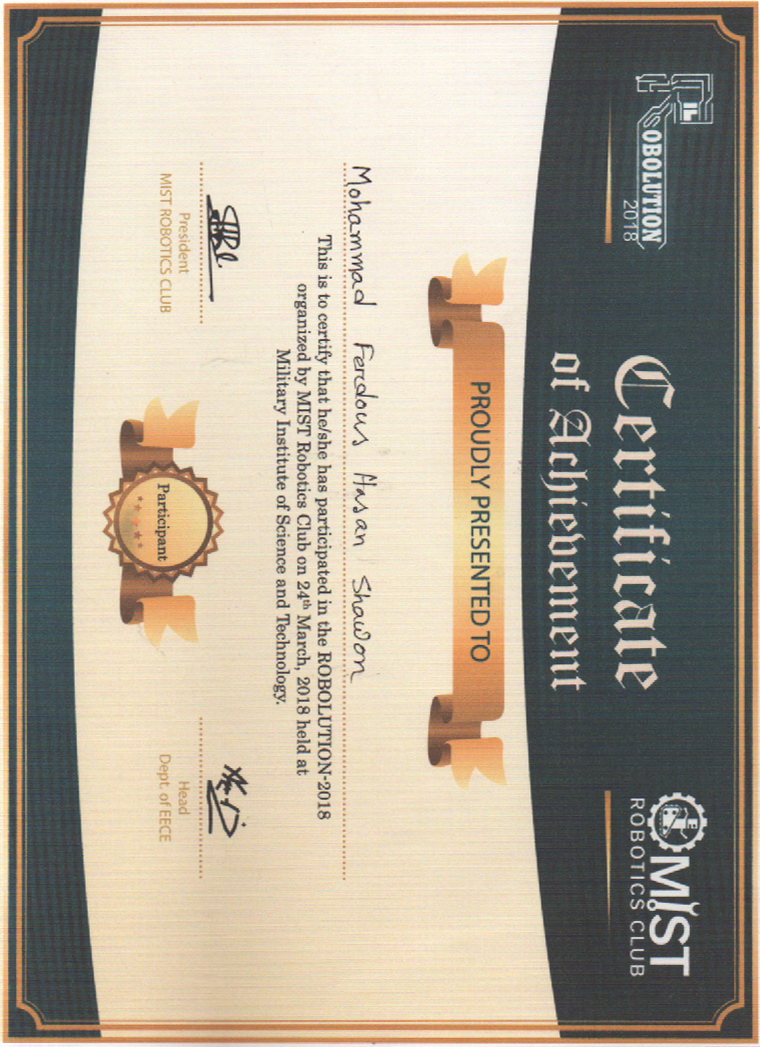 ROBOLUTION
2018
MIST
ROBOTICS CLUB
Certificate
of Achievement
PROUDLY PRESENTED TO
Mohammad Ferdous Hasan Shawon
This is to certify that he/she has participated in the ROBOLUTION-2018
organized by MIST Robotics Club on 24th March, 2018 held at
Military Institute of Science and Technology.
President
MIST ROBOTICS CLUB
Participant
Head
Dept. of EECE